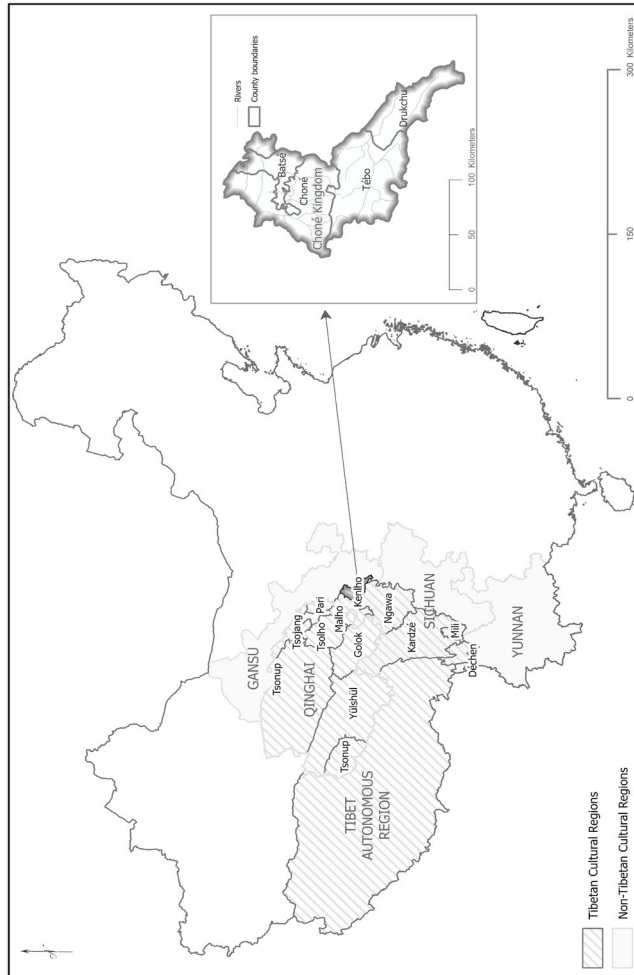 Rivers
County boundaries
Batsé
Choné
Choné Kingdom
Tébo
Drukchu
0
50
100 Kilometers
GANSU
Tsonup
QINGHAI
Tsojang
Tsolho
Pari
Malho
Kenlho
Golok
Yülshül
Tsonup
Ngawa
Kardzé
SICHUAN
Mili
Dechen
YUNNAN
TIBET
AUTONOMOUS
REGION
Tibetan Cultural Regions
Non-Tibetan Cultural Regions
0
150
300 Kilometers